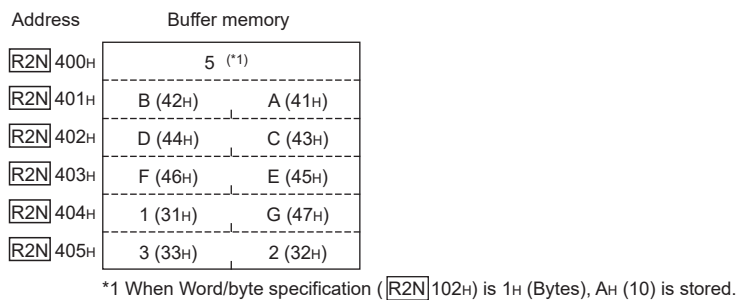 Address Buffer memory
R2N 400H 5 (*1)
R2N 401H B (42H) A (41H)
R2N 402H D (44H) C (43H)
R2N 403H F (46H) E (45H)
R2N 404H 1 (31H) G (47H)
R2N 405H 3 (33H) 2 (32H)
*1 When Word/byte specification ( R2N 102H) is 1H (Bytes), AH (10) is stored.